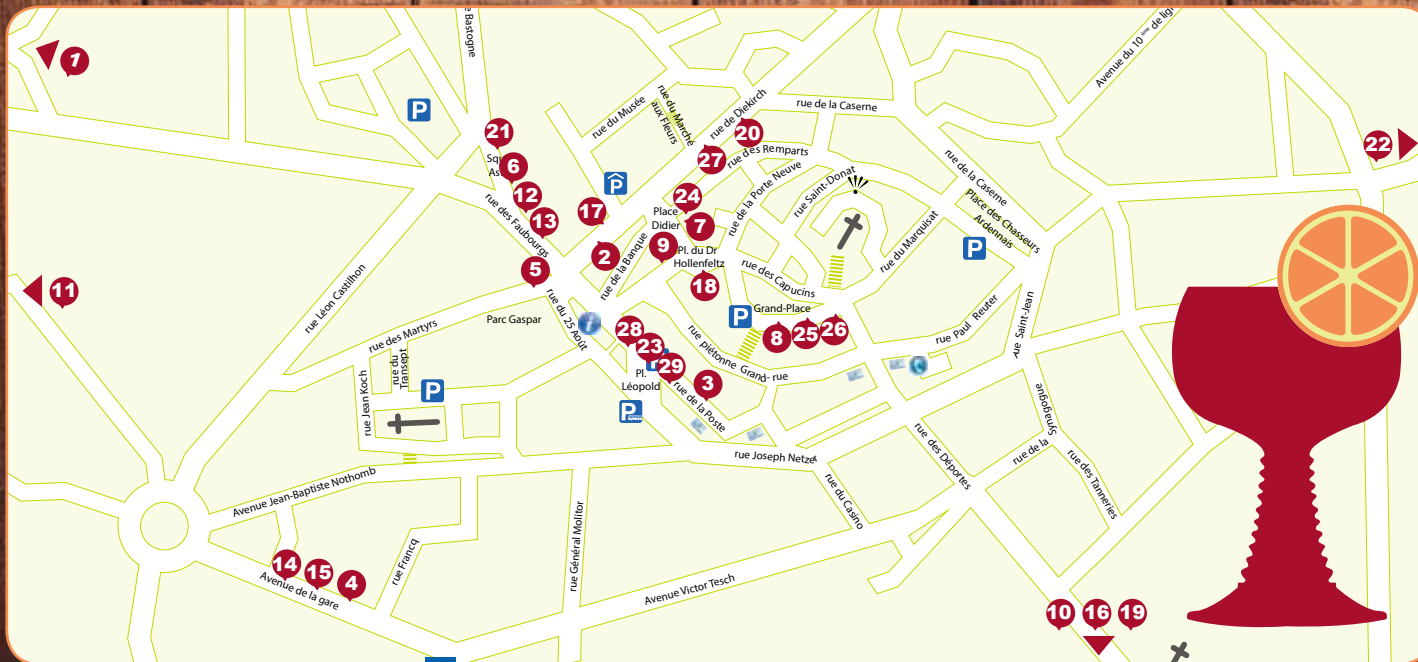 1
rue de Bastogne
Avenue du 10 ème de lig
P
rue du Musée
rue du Marché
aux Fleurs
rue de Diekirch
rue de la Caserne
21
20
22
6
27
rue des Remparts
rue de la Caserne
12
P
24
rue de la Porte Neuve
rue Saint-Donat
Place des Chasseurs
Ardennais
rue des Faubourgs
13
17
Place
Didier
7
rue du Marquisat
P
2
9
Pl. du Dr
Hollenfeltz
rue de la Banque
5
18
rue des Capucins
11
rue Léon Castilhon
rue du 25 Août
Parc Gaspar
i
P
Grand-Place
8
25
26
rue Paul Reuter
rue Saint-Jean
rue des Martyrs
28
23
29
rue piétonne Grand- rue
rue du
Transept
rue Jean Koch
P
Pl.
Léopold
3
rue de la Poste
P
rue Joseph Netzer
rue des Déportes
rue de la
Synagogue
rue des Tanneries
Avenue Jean-Baptiste Nothomb
rue du Casino
rue Général Molitor
rue Francq
14
15
4
Avenue de la gare
Avenue Victor Tesch
10
16
19